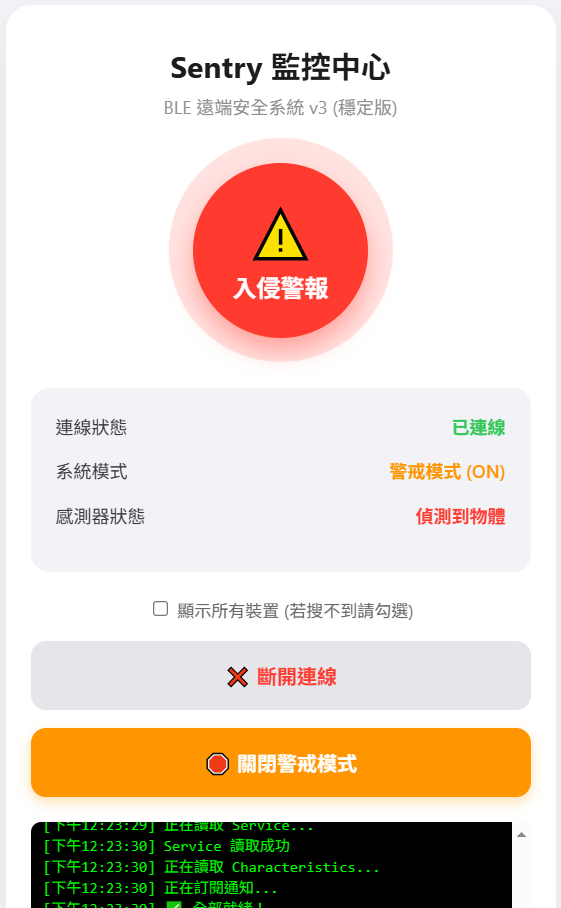 Sentry 監控中心
BLE 遠端安全系統 v3 (穩定版)
入侵警報
連線狀態 已連線
系統模式 警戒模式 (ON)
感測器狀態 偵測到物體
顯示所有裝置 (若搜不到請勾選)
❌ 斷開連線
🛑 關閉警戒模式
[下午12:23:29] 正在讀取 Service...
[下午12:23:30] Service 讀取成功
[下午12:23:30] 正在讀取 Characteristics...
[下午12:23:30] 正在訂閱通知...
[下午12:23:30] ✅ 全部就緒！